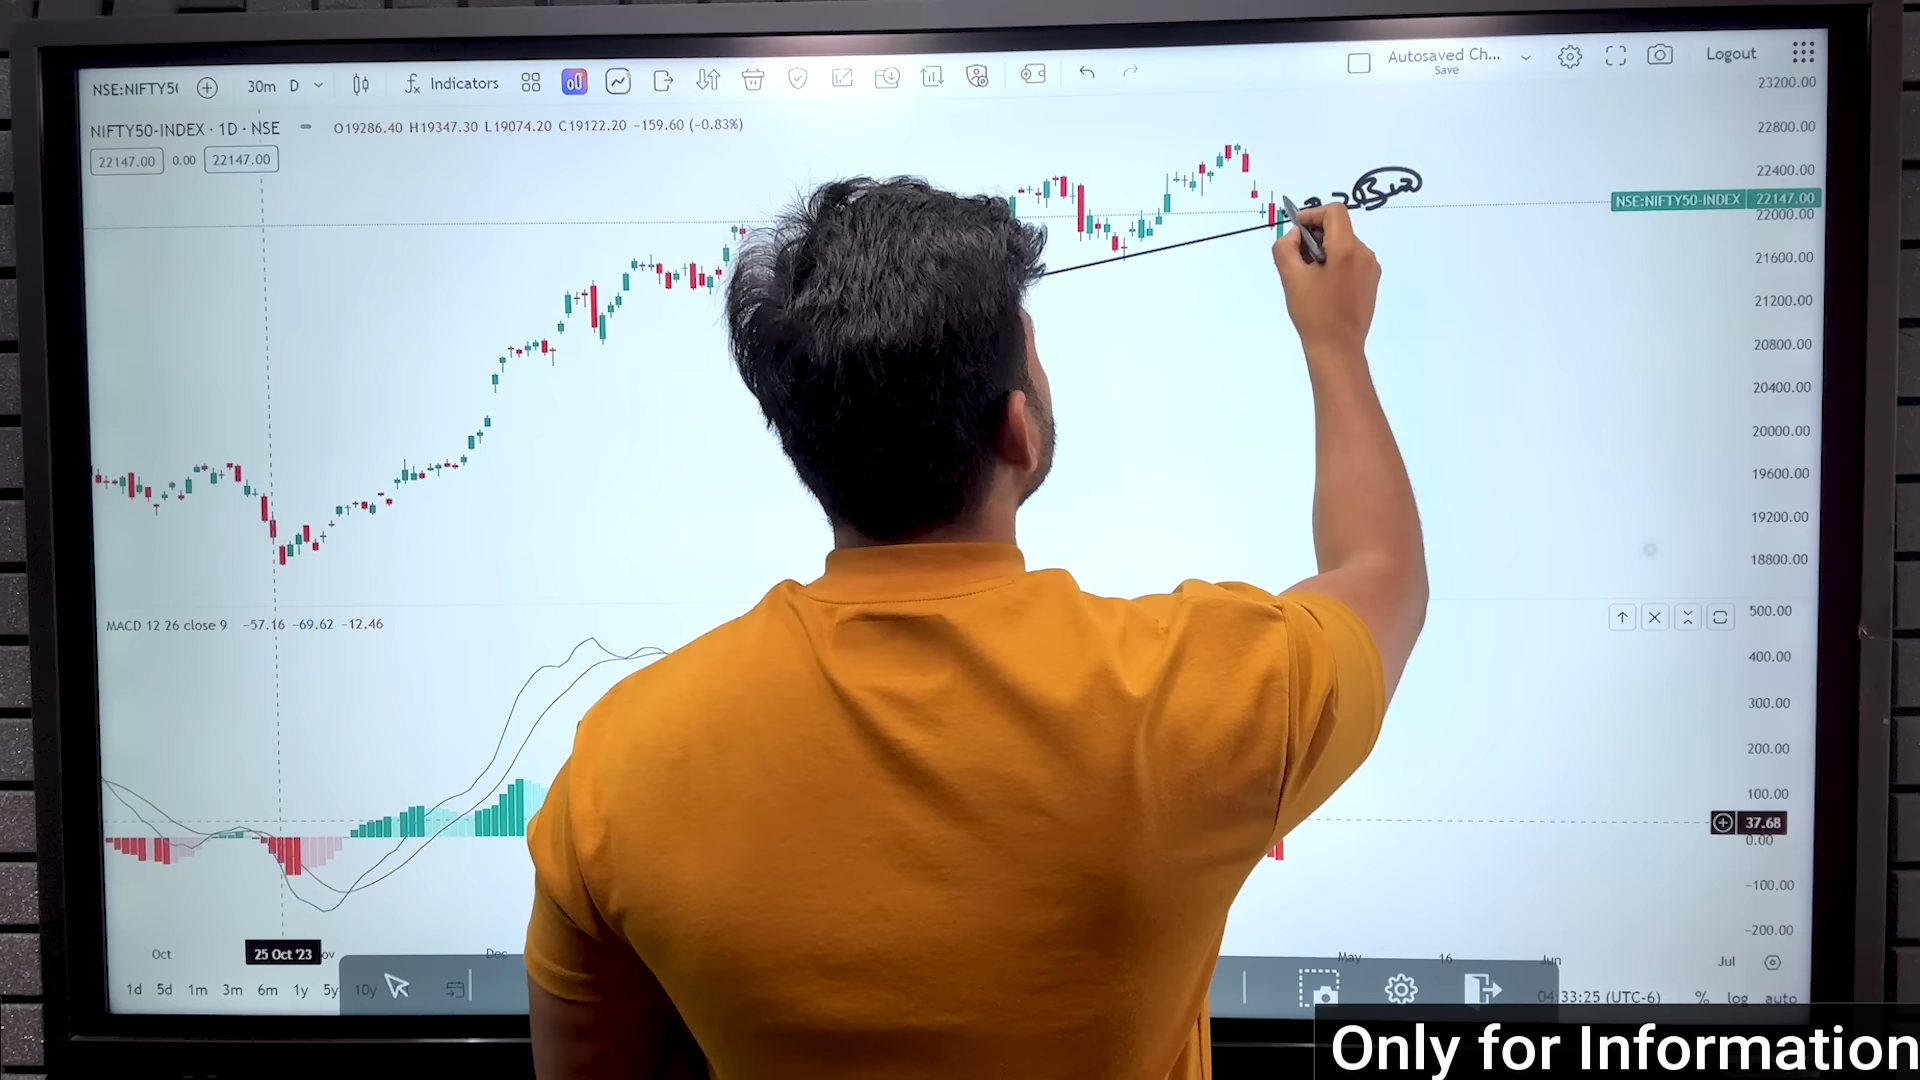 NSE:NIFTY5
30m D
Indicators
Autosaved Ch...
Save
Logout
NIFTY50-INDEX · 1D · NSE
O19286.40 H19347.30 L19074.20 C19122.20 −159.60 (−0.83%)
22147.00 0.00 22147.00
23200.00
22800.00
22400.00
NSE:NIFTY50-INDEX 22147.00
22000.00
21600.00
21200.00
20800.00
20400.00
20000.00
19600.00
19200.00
18800.00
MACD 12 26 close 9 −57.16 −69.62 −12.46
500.00
400.00
300.00
200.00
100.00
37.68
0.00
−100.00
−200.00
Oct 25 Oct '23 ov Dec May 16 Jun Jul
1d 5d 1m 3m 6m 1y 5y 10y
04:33:25 (UTC-6) % log auto
Only for Information